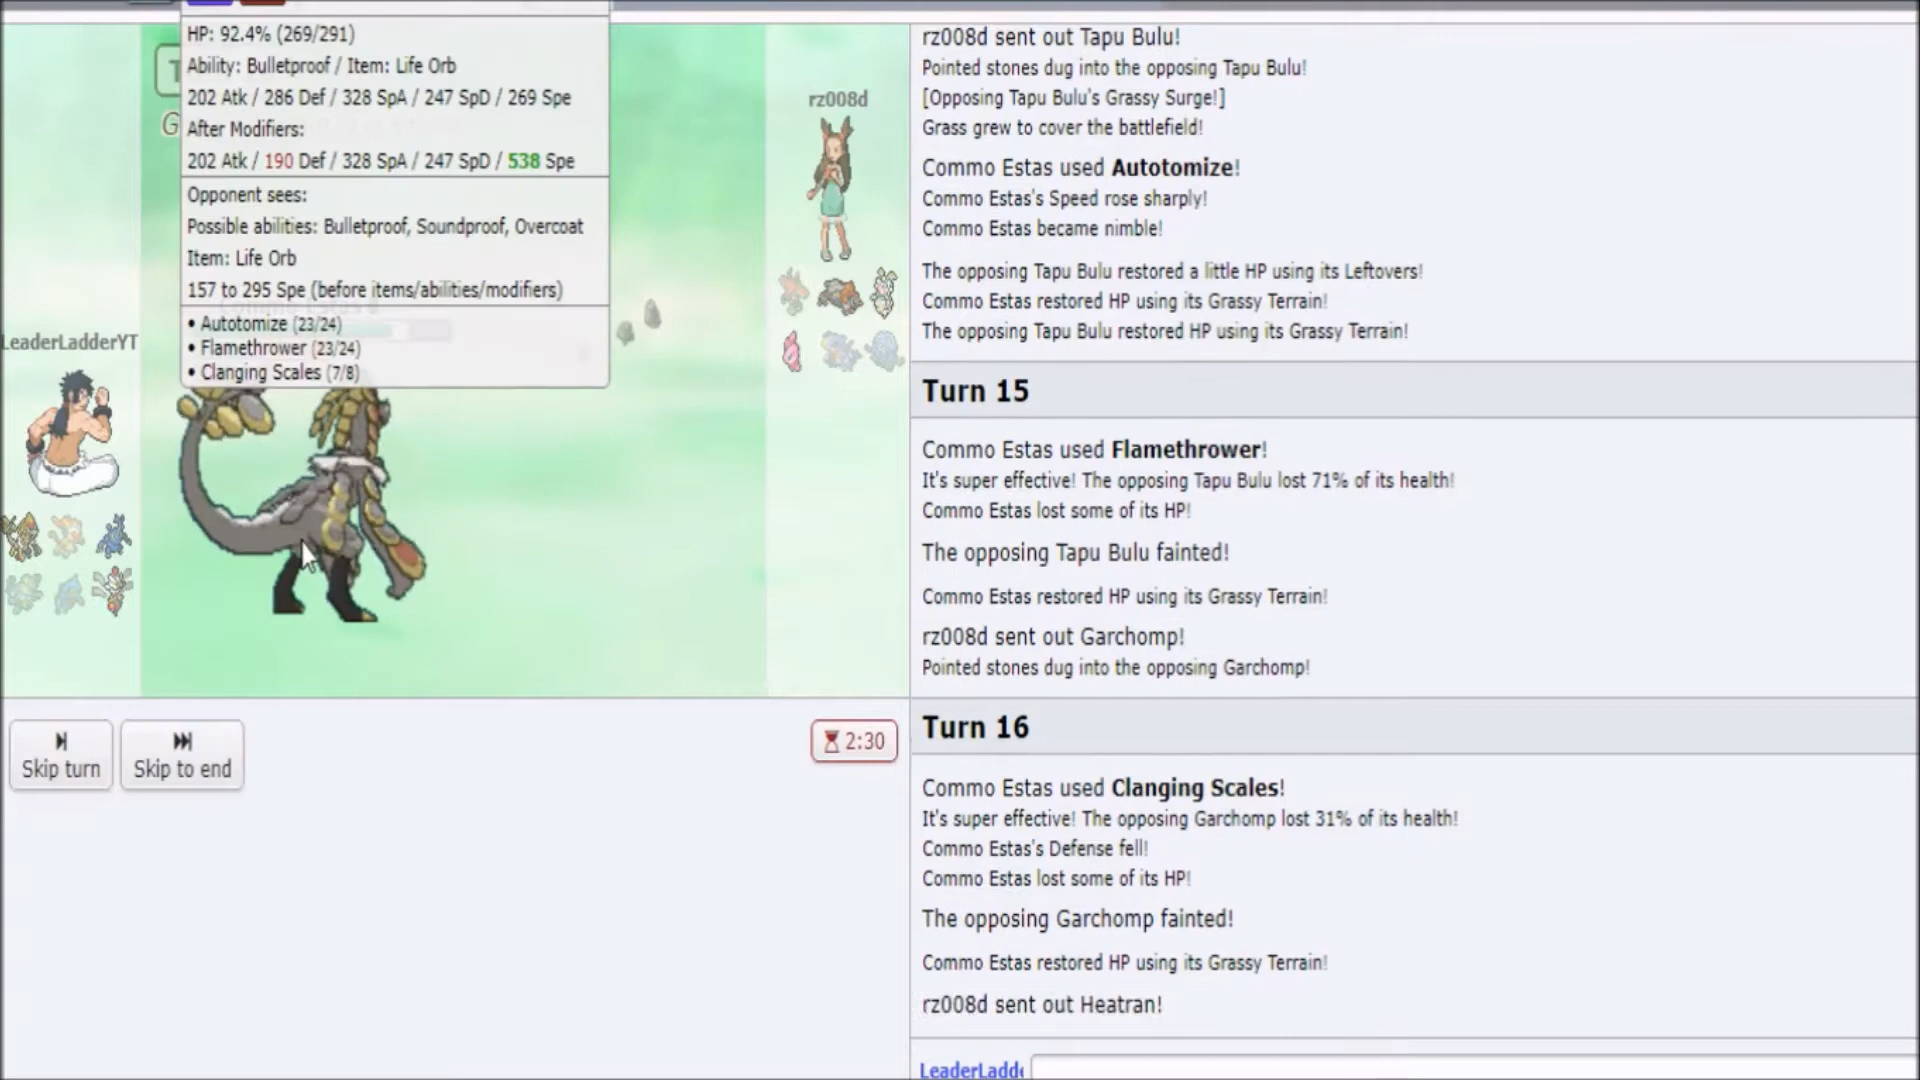 HP: 92.4% (269/291)
Ability: Bulletproof / Item: Life Orb
202 Atk / 286 Def / 328 SpA / 247 SpD / 269 Spe
After Modifiers:
202 Atk / 190 Def / 328 SpA / 247 SpD / 538 Spe
Opponent sees:
Possible abilities: Bulletproof, Soundproof, Overcoat
Item: Life Orb
157 to 295 Spe (before items/abilities/modifiers)
• Autotomize (23/24)
• Flamethrower (23/24)
• Clanging Scales (7/8)
LeaderLadderYT
rz008d
Skip turn
Skip to end
2:30
rz008d sent out Tapu Bulu!
Pointed stones dug into the opposing Tapu Bulu!
[Opposing Tapu Bulu's Grassy Surge!]
Grass grew to cover the battlefield!
Commo Estas used Autotomize!
Commo Estas's Speed rose sharply!
Commo Estas became nimble!
The opposing Tapu Bulu restored a little HP using its Leftovers!
Commo Estas restored HP using its Grassy Terrain!
The opposing Tapu Bulu restored HP using its Grassy Terrain!
Turn 15
Commo Estas used Flamethrower!
It's super effective! The opposing Tapu Bulu lost 71% of its health!
Commo Estas lost some of its HP!
The opposing Tapu Bulu fainted!
Commo Estas restored HP using its Grassy Terrain!
rz008d sent out Garchomp!
Pointed stones dug into the opposing Garchomp!
Turn 16
Commo Estas used Clanging Scales!
It's super effective! The opposing Garchomp lost 31% of its health!
Commo Estas's Defense fell!
Commo Estas lost some of its HP!
The opposing Garchomp fainted!
Commo Estas restored HP using its Grassy Terrain!
rz008d sent out Heatran!
LeaderLadde